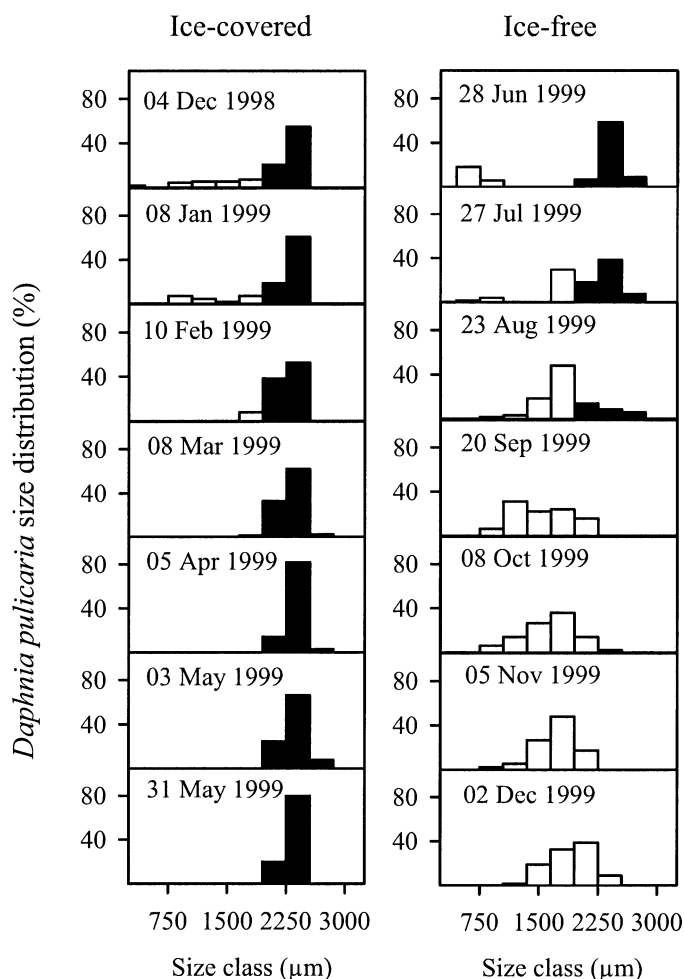 Ice-covered
Ice-free
Daphnia pulicaria size distribution (%)
80
40
04 Dec 1998
80
40
08 Jan 1999
80
40
10 Feb 1999
80
40
08 Mar 1999
80
40
05 Apr 1999
80
40
03 May 1999
80
40
31 May 1999
750 1500 2250 3000
Size class (µm)
80
40
28 Jun 1999
80
40
27 Jul 1999
80
40
23 Aug 1999
80
40
20 Sep 1999
80
40
08 Oct 1999
80
40
05 Nov 1999
80
40
02 Dec 1999
750 1500 2250 3000
Size class (µm)